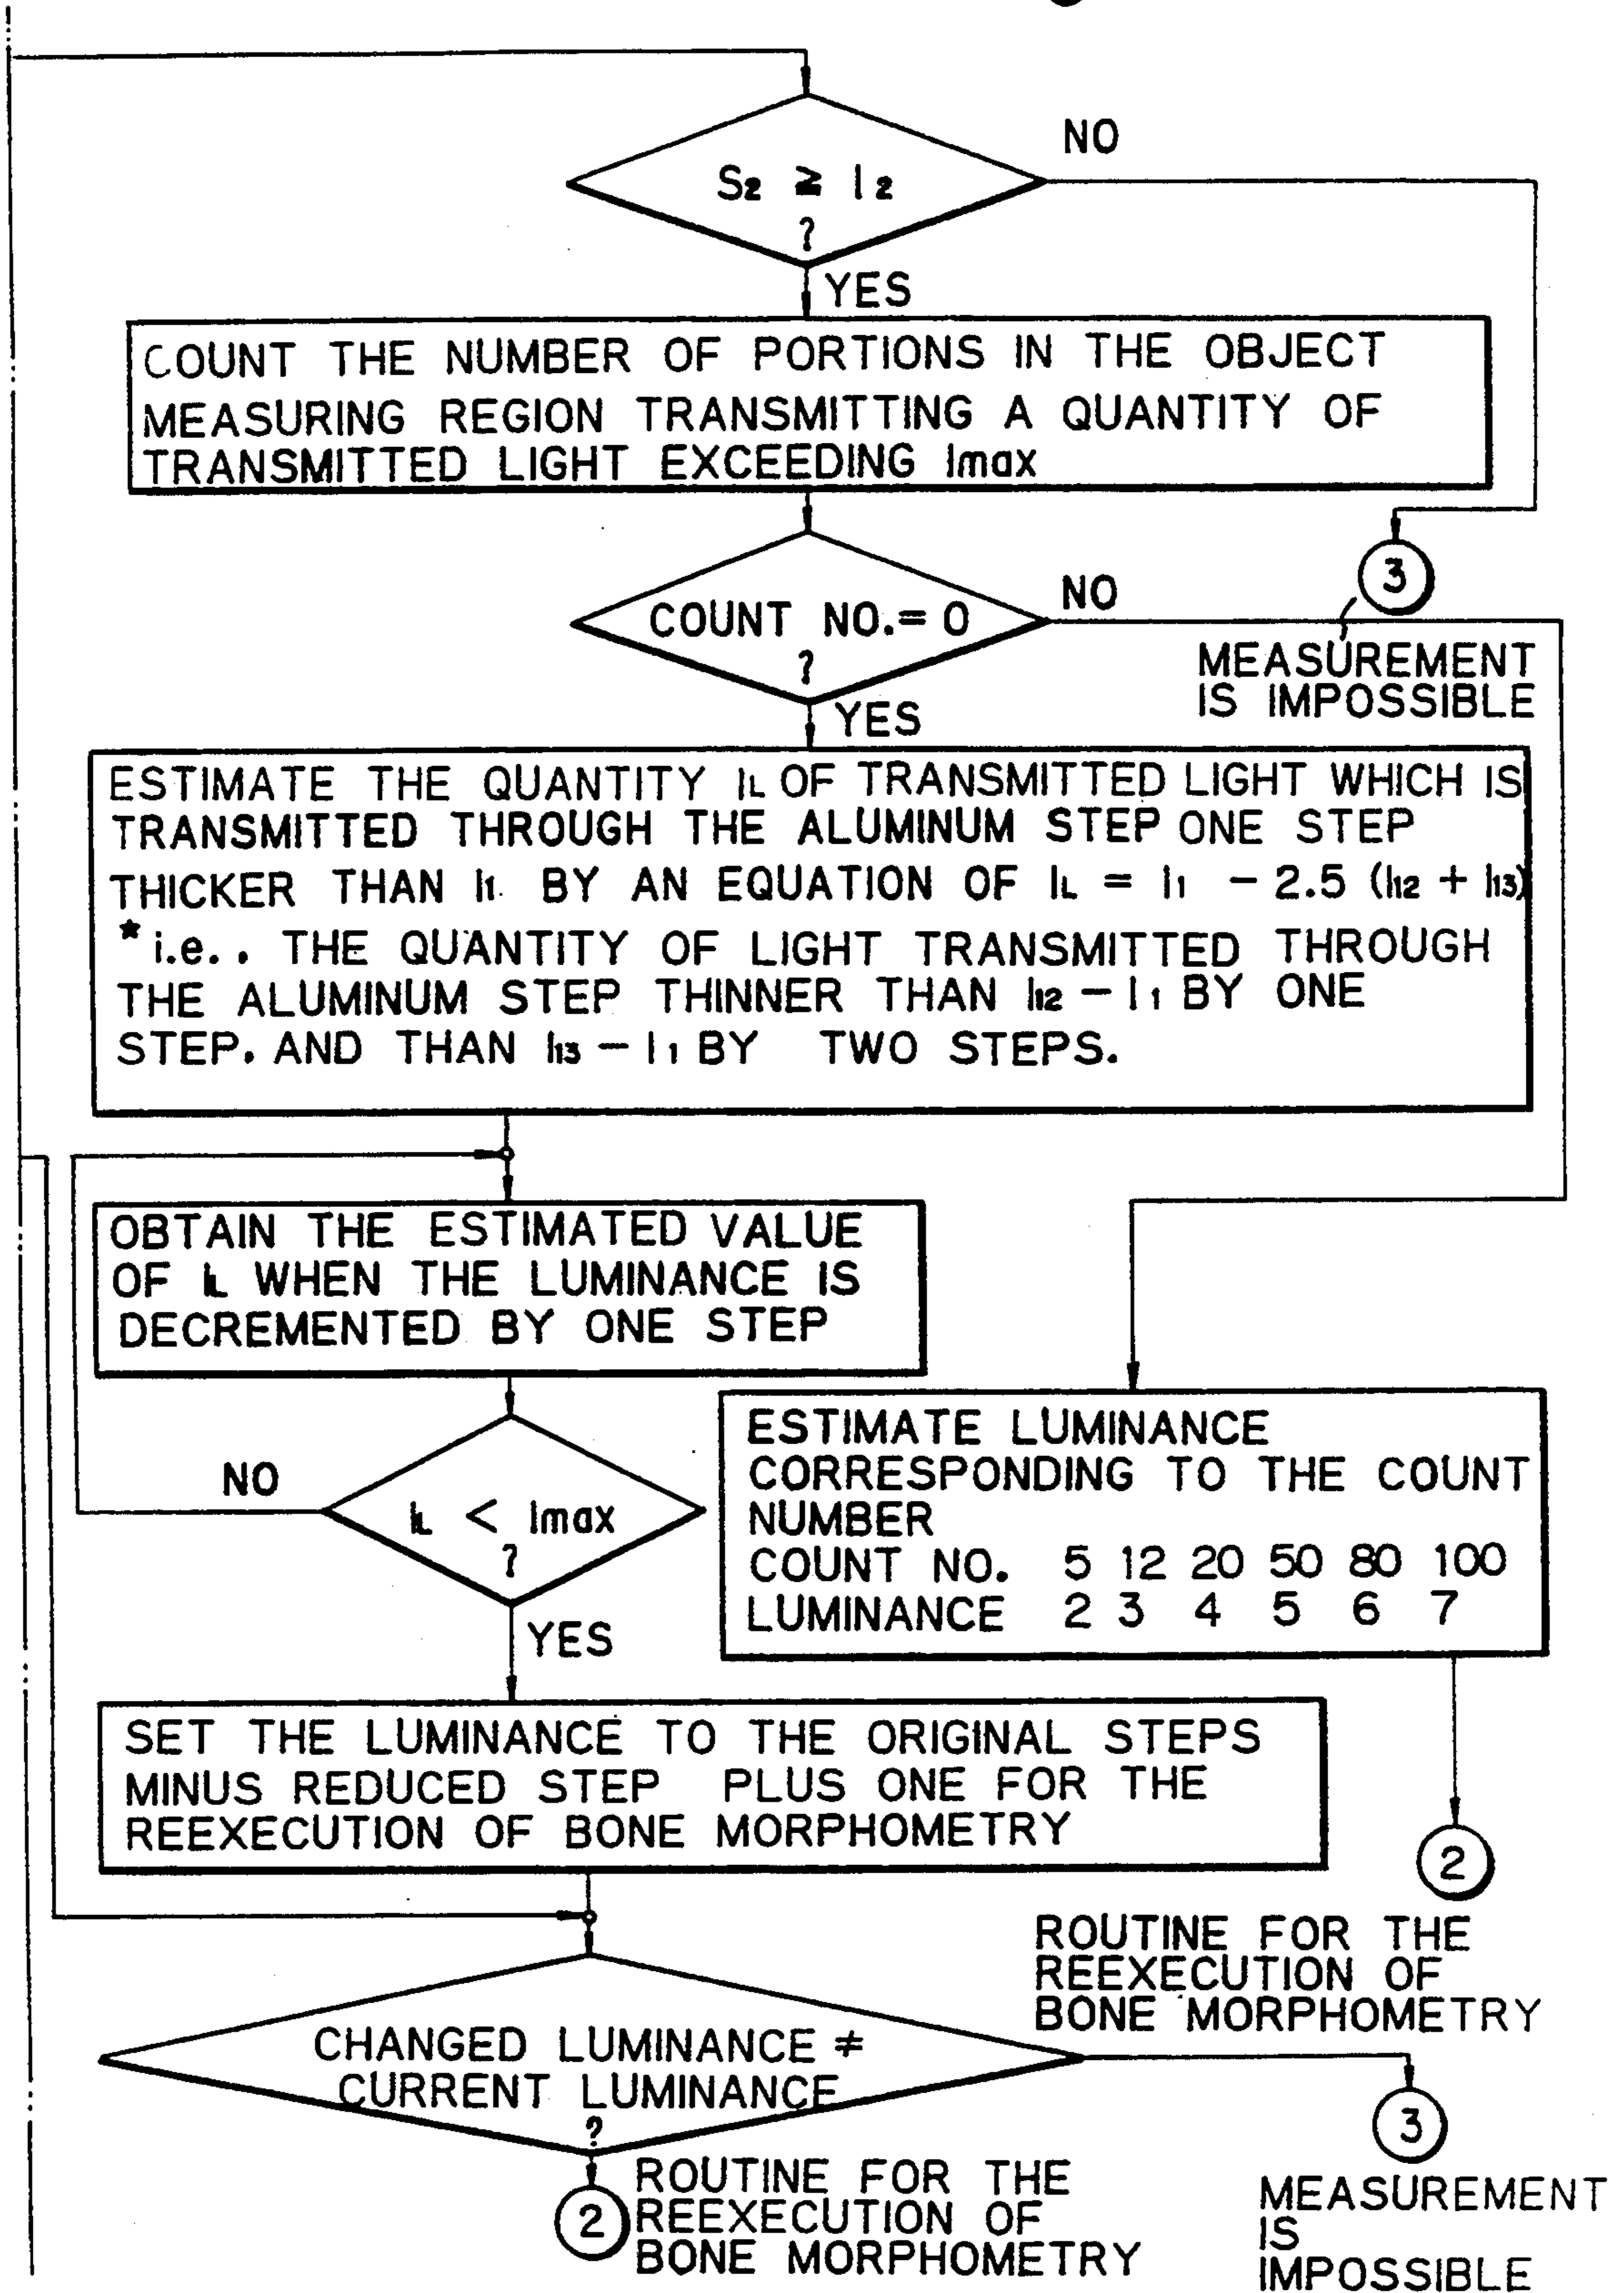 NO
S2 ≧ I2
?
YES
COUNT THE NUMBER OF PORTIONS IN THE OBJECT
MEASURING REGION TRANSMITTING A QUANTITY OF
TRANSMITTED LIGHT EXCEEDING Imax
3
NO
COUNT NO.= 0
?
MEASUREMENT
IS IMPOSSIBLE
YES
ESTIMATE THE QUANTITY IL OF TRANSMITTED LIGHT WHICH IS
TRANSMITTED THROUGH THE ALUMINUM STEP ONE STEP
THICKER THAN I1. BY AN EQUATION OF IL = I1 - 2.5 (I12 + I13)
* i.e.. THE QUANTITY OF LIGHT TRANSMITTED THROUGH
THE ALUMINUM STEP THINNER THAN I12 - I1 BY ONE
STEP. AND THAN I13 - I1 BY TWO STEPS.
OBTAIN THE ESTIMATED VALUE
OF IL WHEN THE LUMINANCE IS
DECREMENTED BY ONE STEP
NO
IL < Imax
?
YES
ESTIMATE LUMINANCE
CORRESPONDING TO THE COUNT
NUMBER
COUNT NO. 5 12 20 50 80 100
LUMINANCE 2 3 4 5 6 7
SET THE LUMINANCE TO THE ORIGINAL STEPS
MINUS REDUCED STEP PLUS ONE FOR THE
REEXECUTION OF BONE MORPHOMETRY
2
ROUTINE FOR THE
REEXECUTION OF
BONE MORPHOMETRY
CHANGED LUMINANCE ≠
CURRENT LUMINANCE
?
3
MEASUREMENT
IS
IMPOSSIBLE
2
ROUTINE FOR THE
REEXECUTION OF
BONE MORPHOMETRY